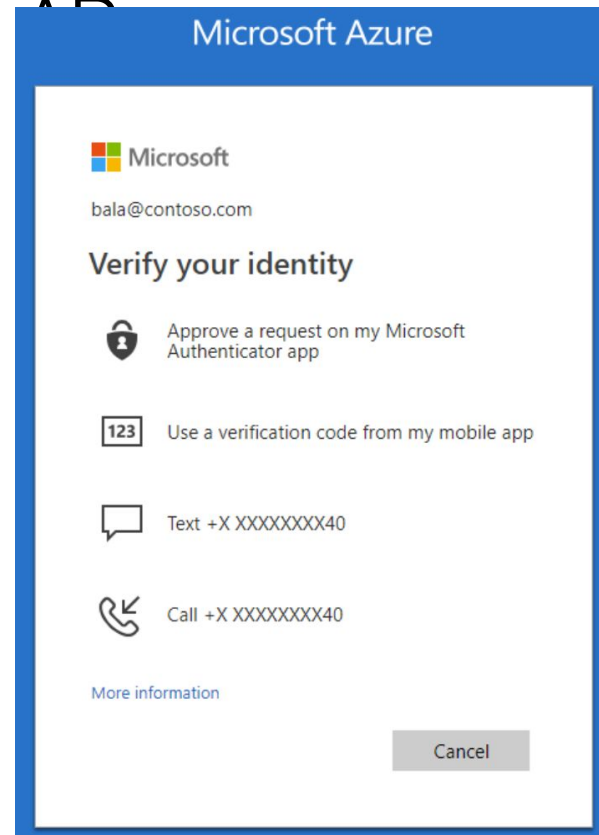 Microsoft Azure
Microsoft
bala@contoso.com
Verify your identity
Approve a request on my Microsoft
Authenticator app
123
Use a verification code from my mobile app
Text +X XXXXXXXX40
Call +X XXXXXXXX40
More information
Cancel